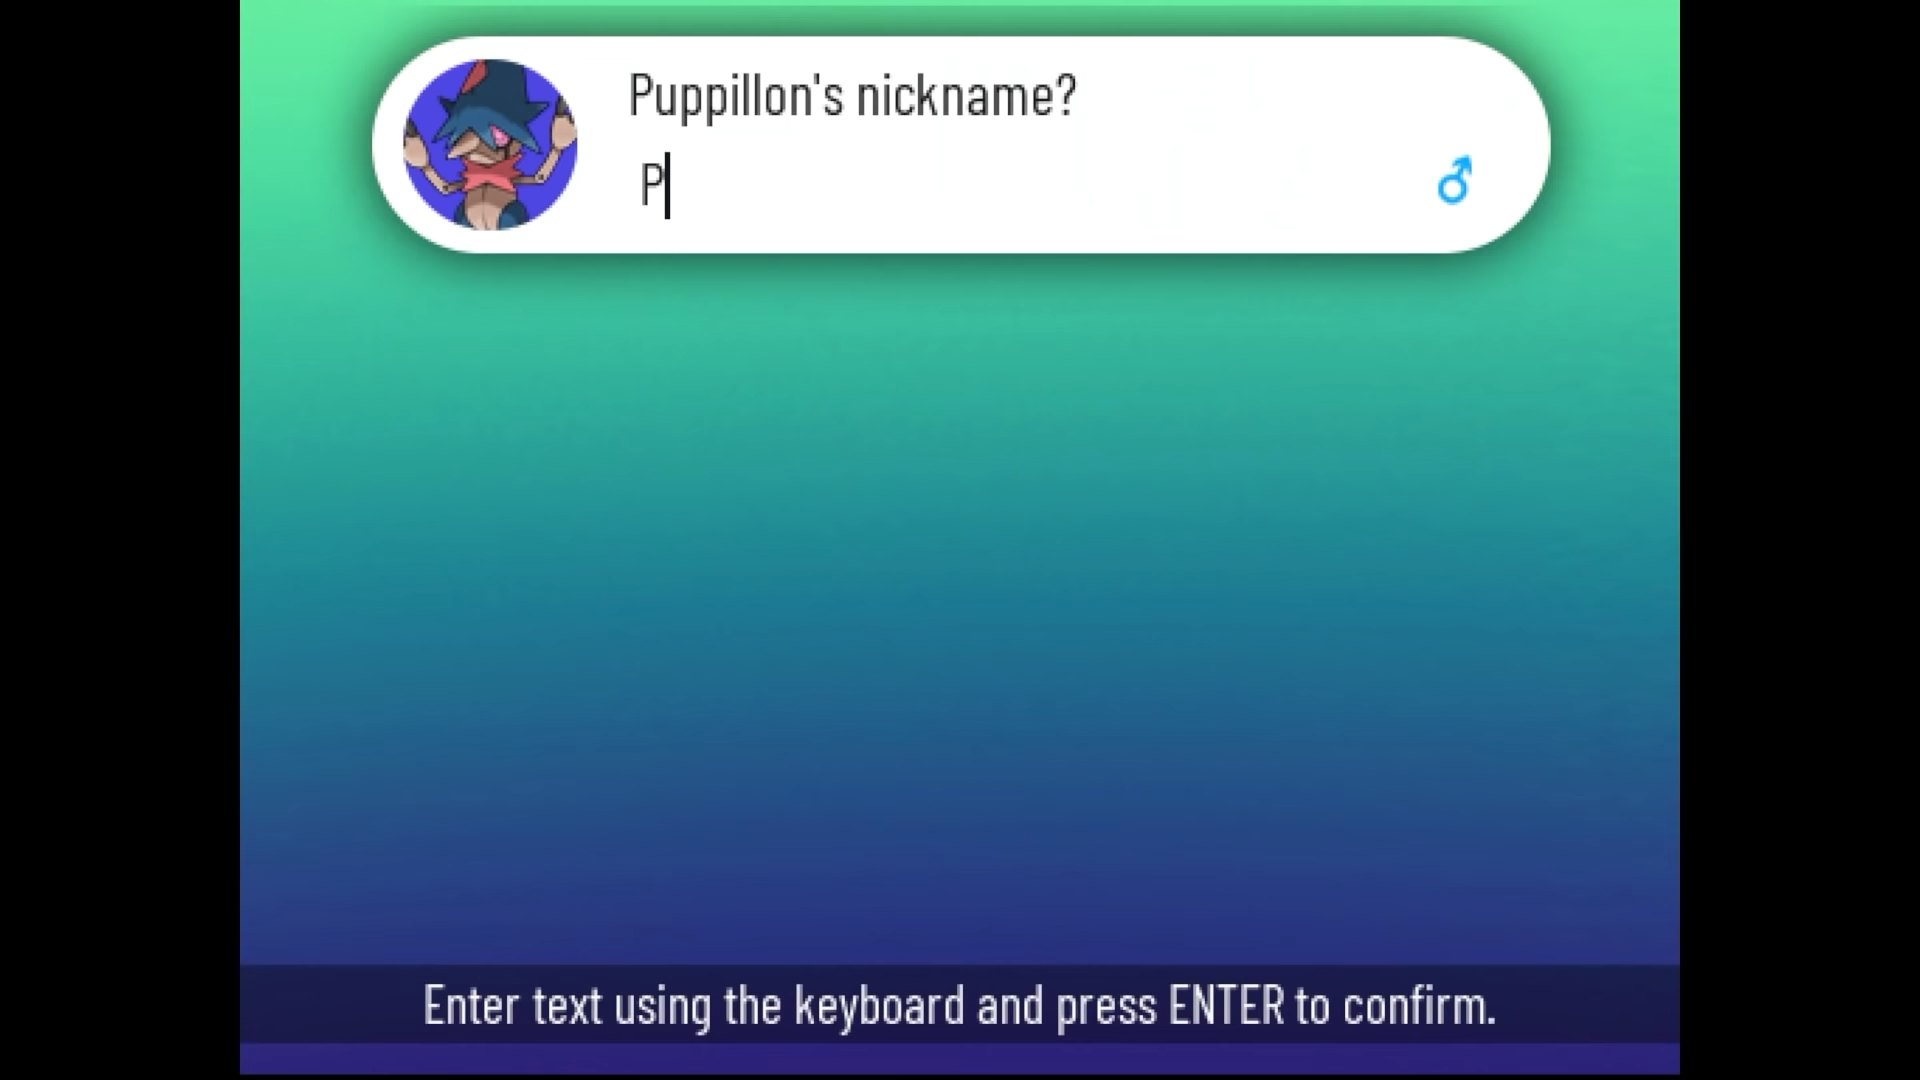 Puppillon's nickname?
P
Enter text using the keyboard and press ENTER to confirm.